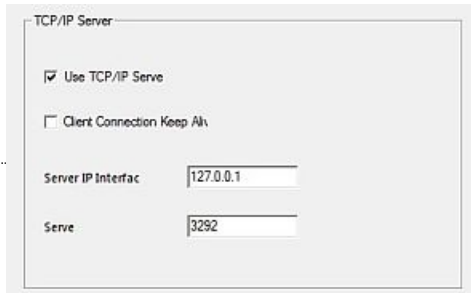 TCP/IP Server
Use TCP/IP Serve
Client Connection Keep Aliv
Server IP Interfac 127.0.0.1
Serve 3292